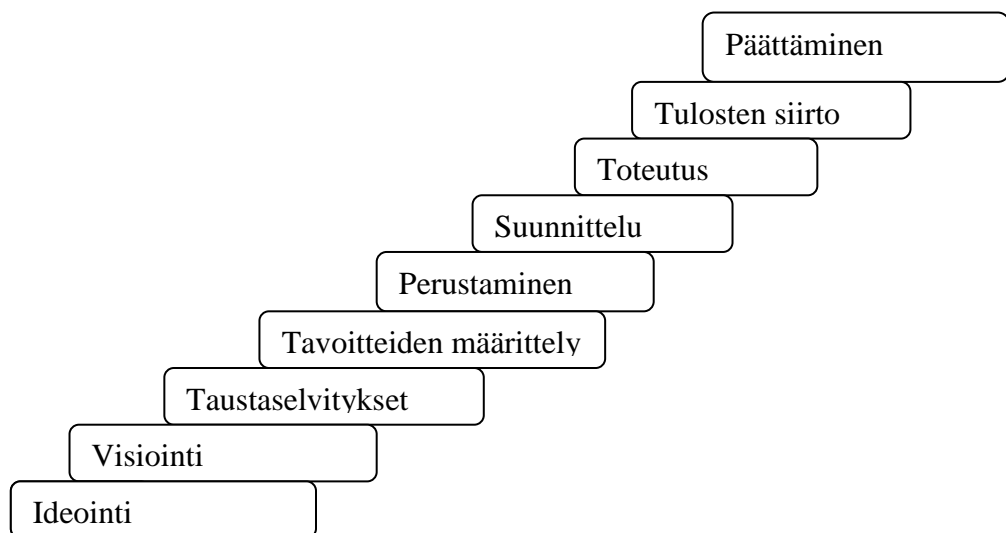 Päättäminen
Tulosten siirto
Toteutus
Suunnittelu
Perustaminen
Tavoitteiden määrittely
Taustaselvitykset
Visiointi
Ideointi